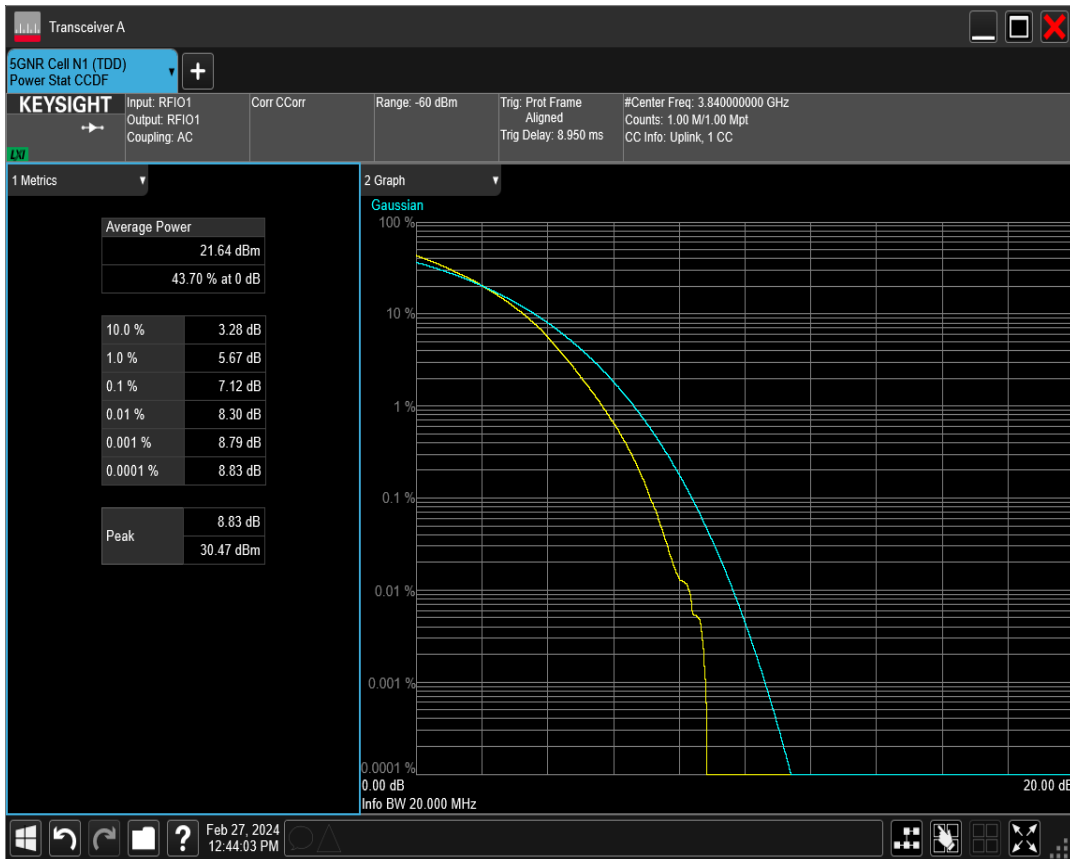 Transceiver A
5GNR Cell N1 (TDD)
Power Stat CCDF
+
KEYSIGHT
LXI
Input: RFIO1
Output: RFIO1
Coupling: AC
Corr CCorr
Range: -60 dBm
Trig: Prot Frame
Aligned
Trig Delay: 8.950 ms
#Center Freq: 3.840000000 GHz
Counts: 1.00 M/1.00 Mpt
CC Info: Uplink, 1 CC
1 Metrics
Average Power
21.64 dBm
43.70 % at 0 dB
10.0 % 3.28 dB
1.0 % 5.67 dB
0.1 % 7.12 dB
0.01 % 8.30 dB
0.001 % 8.79 dB
0.0001 % 8.83 dB
Peak 8.83 dB
30.47 dBm
2 Graph
Gaussian
100 %
10 %
1 %
0.1 %
0.01 %
0.001 %
0.0001 %
0.00 dB 20.00 dB
Info BW 20.000 MHz
?
Feb 27, 2024
12:44:03 PM